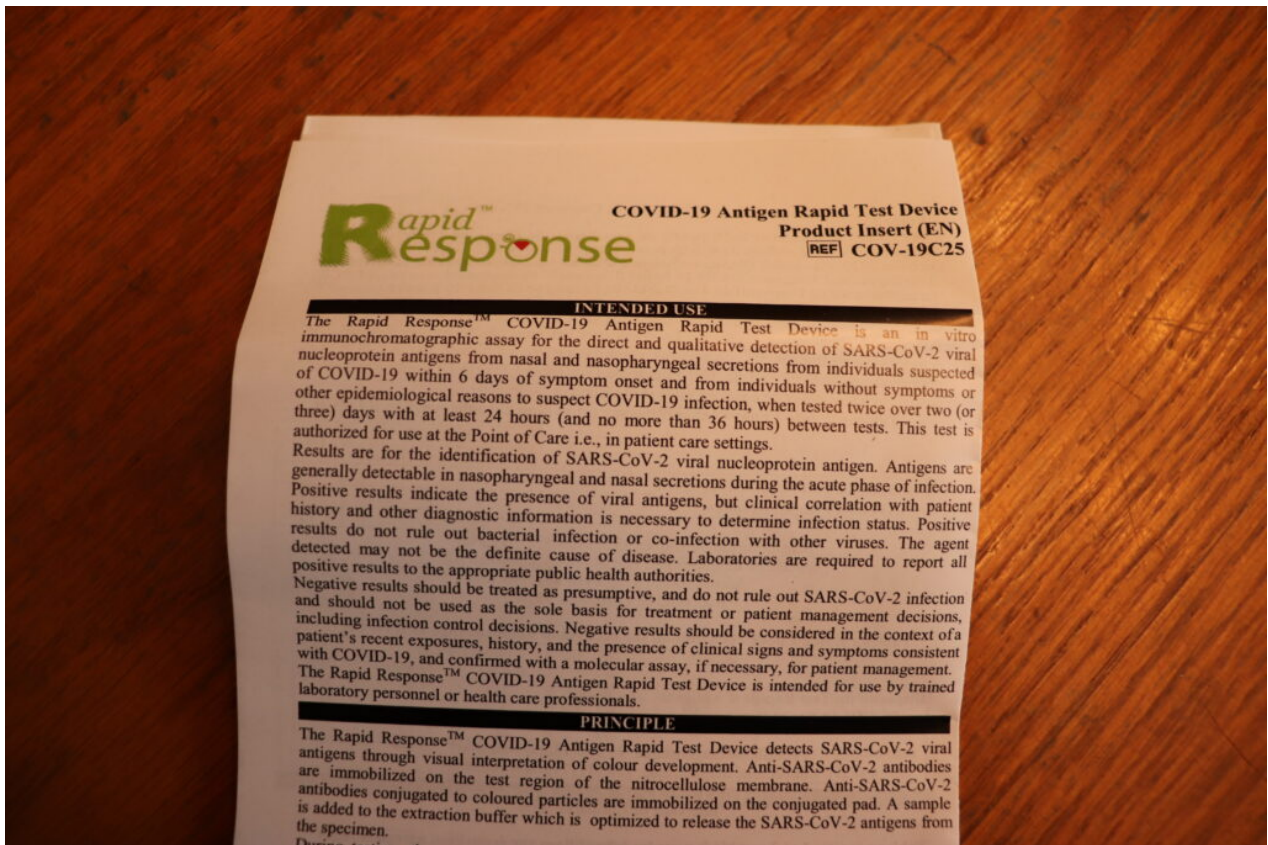 Rapid™
Response
COVID-19 Antigen Rapid Test Device
Product Insert (EN)
REF COV-19C25
INTENDED USE
The Rapid Response™ COVID-19 Antigen Rapid Test Device is an in vitro
immunochromatographic assay for the direct and qualitative detection of SARS-CoV-2 viral
nucleoprotein antigens from nasal and nasopharyngeal secretions from individuals suspected
of COVID-19 within 6 days of symptom onset and from individuals without symptoms or
other epidemiological reasons to suspect COVID-19 infection, when tested twice over two (or
three) days with at least 24 hours (and no more than 36 hours) between tests. This test is
authorized for use at the Point of Care i.e., in patient care settings.
Results are for the identification of SARS-CoV-2 viral nucleoprotein antigen. Antigens are
generally detectable in nasopharyngeal and nasal secretions during the acute phase of infection.
Positive results indicate the presence of viral antigens, but clinical correlation with patient
history and other diagnostic information is necessary to determine infection status. Positive
results do not rule out bacterial infection or co-infection with other viruses. The agent
detected may not be the definite cause of disease. Laboratories are required to report all
positive results to the appropriate public health authorities.
Negative results should be treated as presumptive, and do not rule out SARS-CoV-2 infection
and should not be used as the sole basis for treatment or patient management decisions,
including infection control decisions. Negative results should be considered in the context of a
patient's recent exposures, history, and the presence of clinical signs and symptoms consistent
with COVID-19, and confirmed with a molecular assay, if necessary, for patient management.
The Rapid Response™ COVID-19 Antigen Rapid Test Device is intended for use by trained
laboratory personnel or health care professionals.
PRINCIPLE
The Rapid Response™ COVID-19 Antigen Rapid Test Device detects SARS-CoV-2 viral
antigens through visual interpretation of colour development. Anti-SARS-CoV-2 antibodies
are immobilized on the test region of the nitrocellulose membrane. Anti-SARS-CoV-2
antibodies conjugated to coloured particles are immobilized on the conjugated pad. A sample
is added to the extraction buffer which is optimized to release the SARS-CoV-2 antigens from
the specimen.